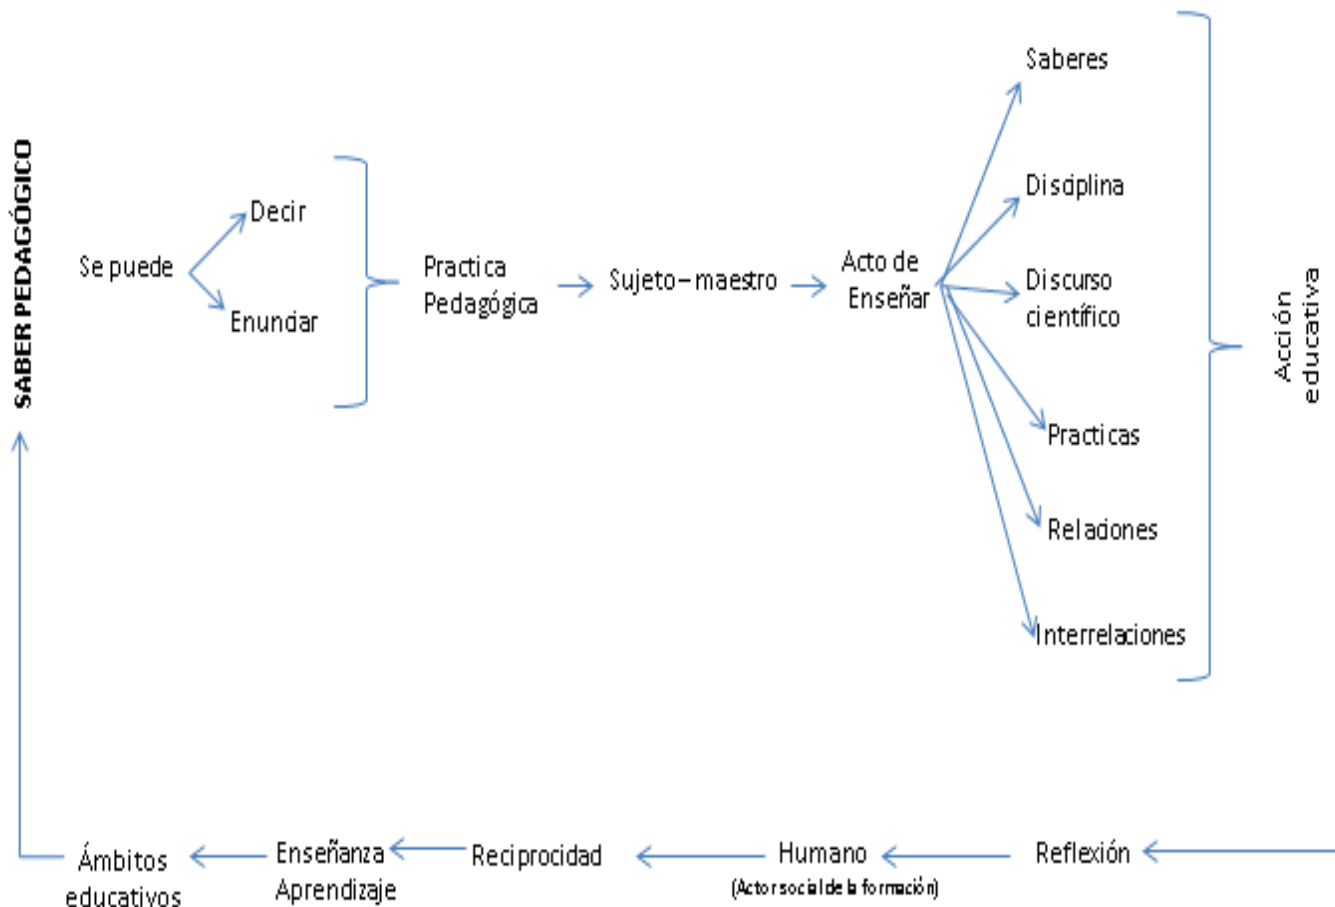 SABER PEDAGÓGICO
Se puede
Decir
Enunciar
Practica
Pedagógica
Sujeto – maestro
Acto de
Enseñar
Saberes
Disciplina
Discurso
científico
Practicas
Relaciones
Interrelaciones
Acción
educativa
Reflexión
Humano
(Actor social de la formación)
Reciprocidad
Enseñanza
Aprendizaje
Ámbitos
educativos